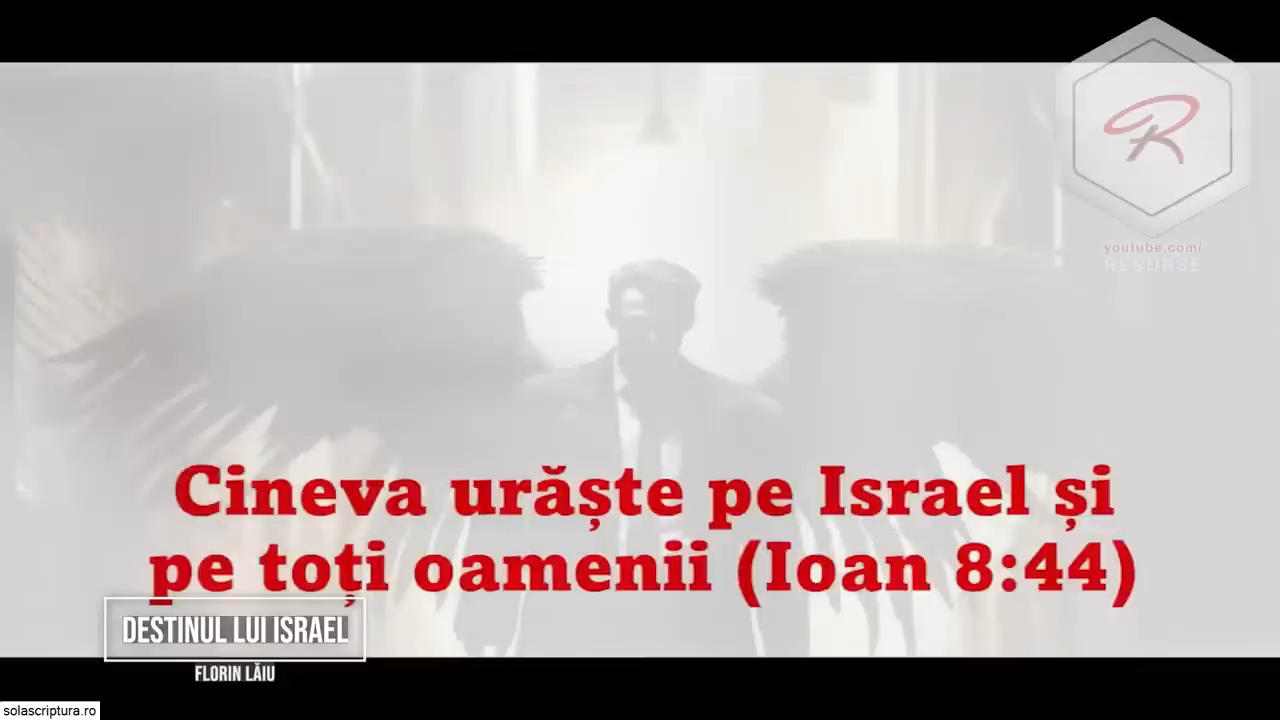 R
youtube.com/
RESURSE
Cineva urăște pe Israel și
pe toți oamenii (Ioan 8:44)
DESTINUL LUI ISRAEL
FLORIN LĂIU
solascriptura.ro